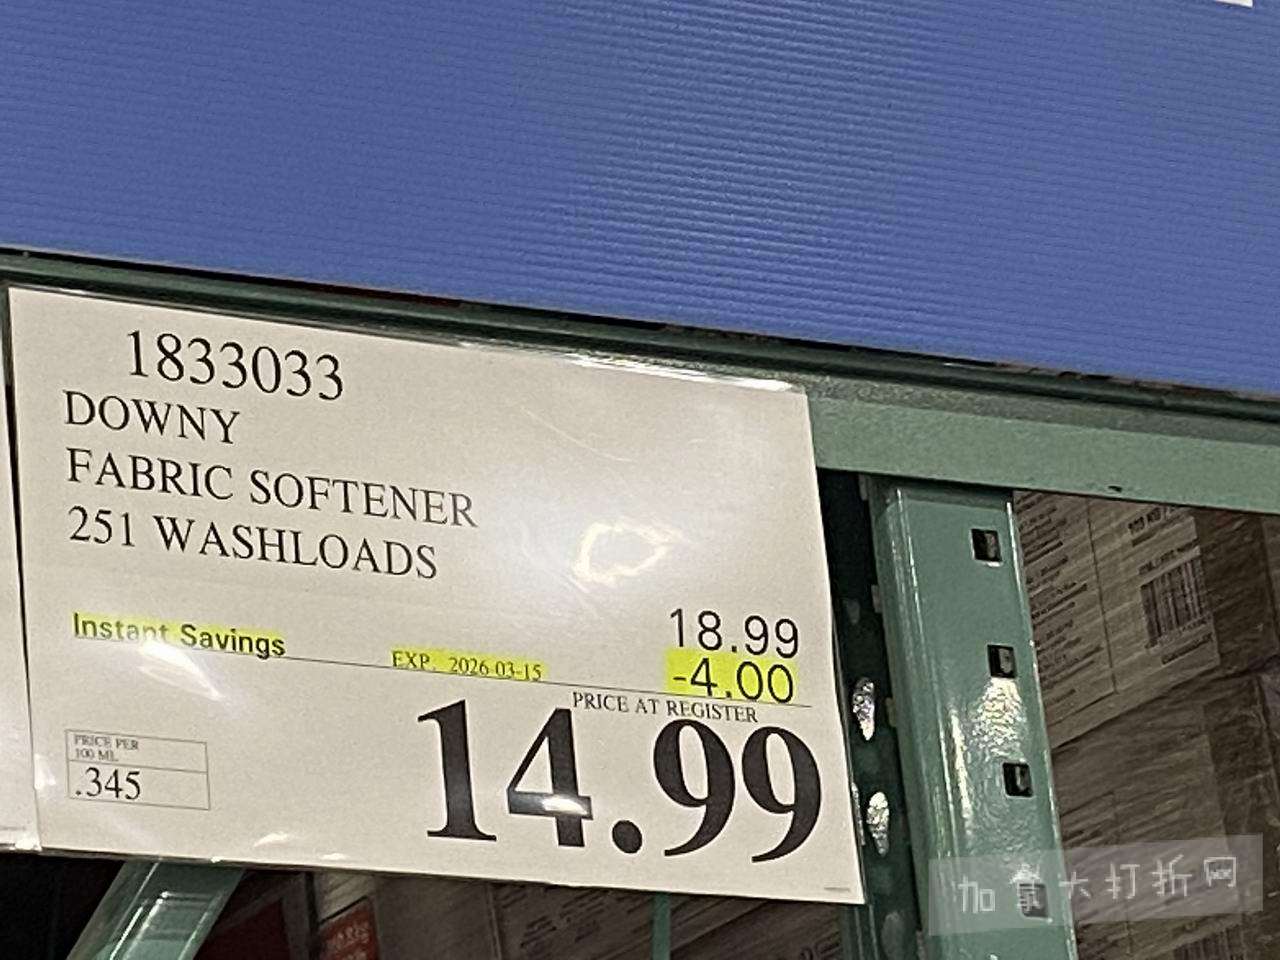 1833033
DOWNY
FABRIC SOFTENER
251 WASHLOADS
18.99
Instant Savings EXP. 2026-03-15 -4.00
PRICE AT REGISTER
14.99
PRICE PER
100 ML
.345
加拿大打折网